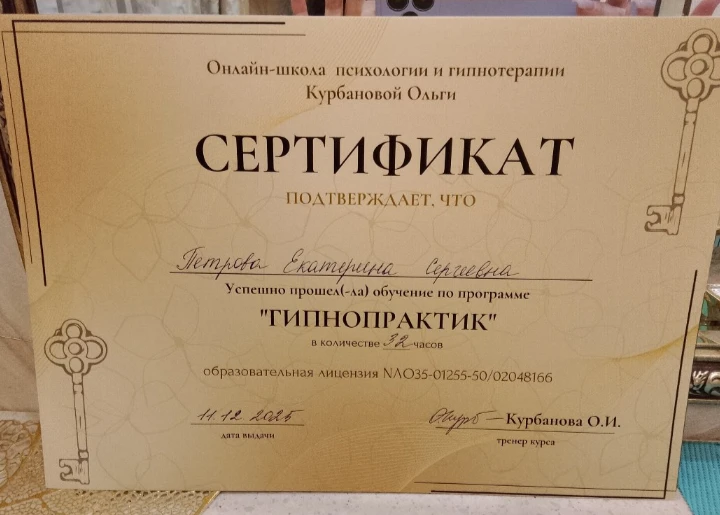 Онлайн-школа психологии и гипнотерапии
Курбановой Ольги
СЕРТИФИКАТ
ПОДТВЕРЖДАЕТ, ЧТО
Петрова Екатерина Сергеевна
Успешно прошел(-ла) обучение по программе
"ГИПНОПРАКТИК"
в количестве 32 часов
образовательная лицензия NЛО35-01255-50/02048166
11.12.2025 Окурб — Курбанова О.И.
дата выдачи тренер курса